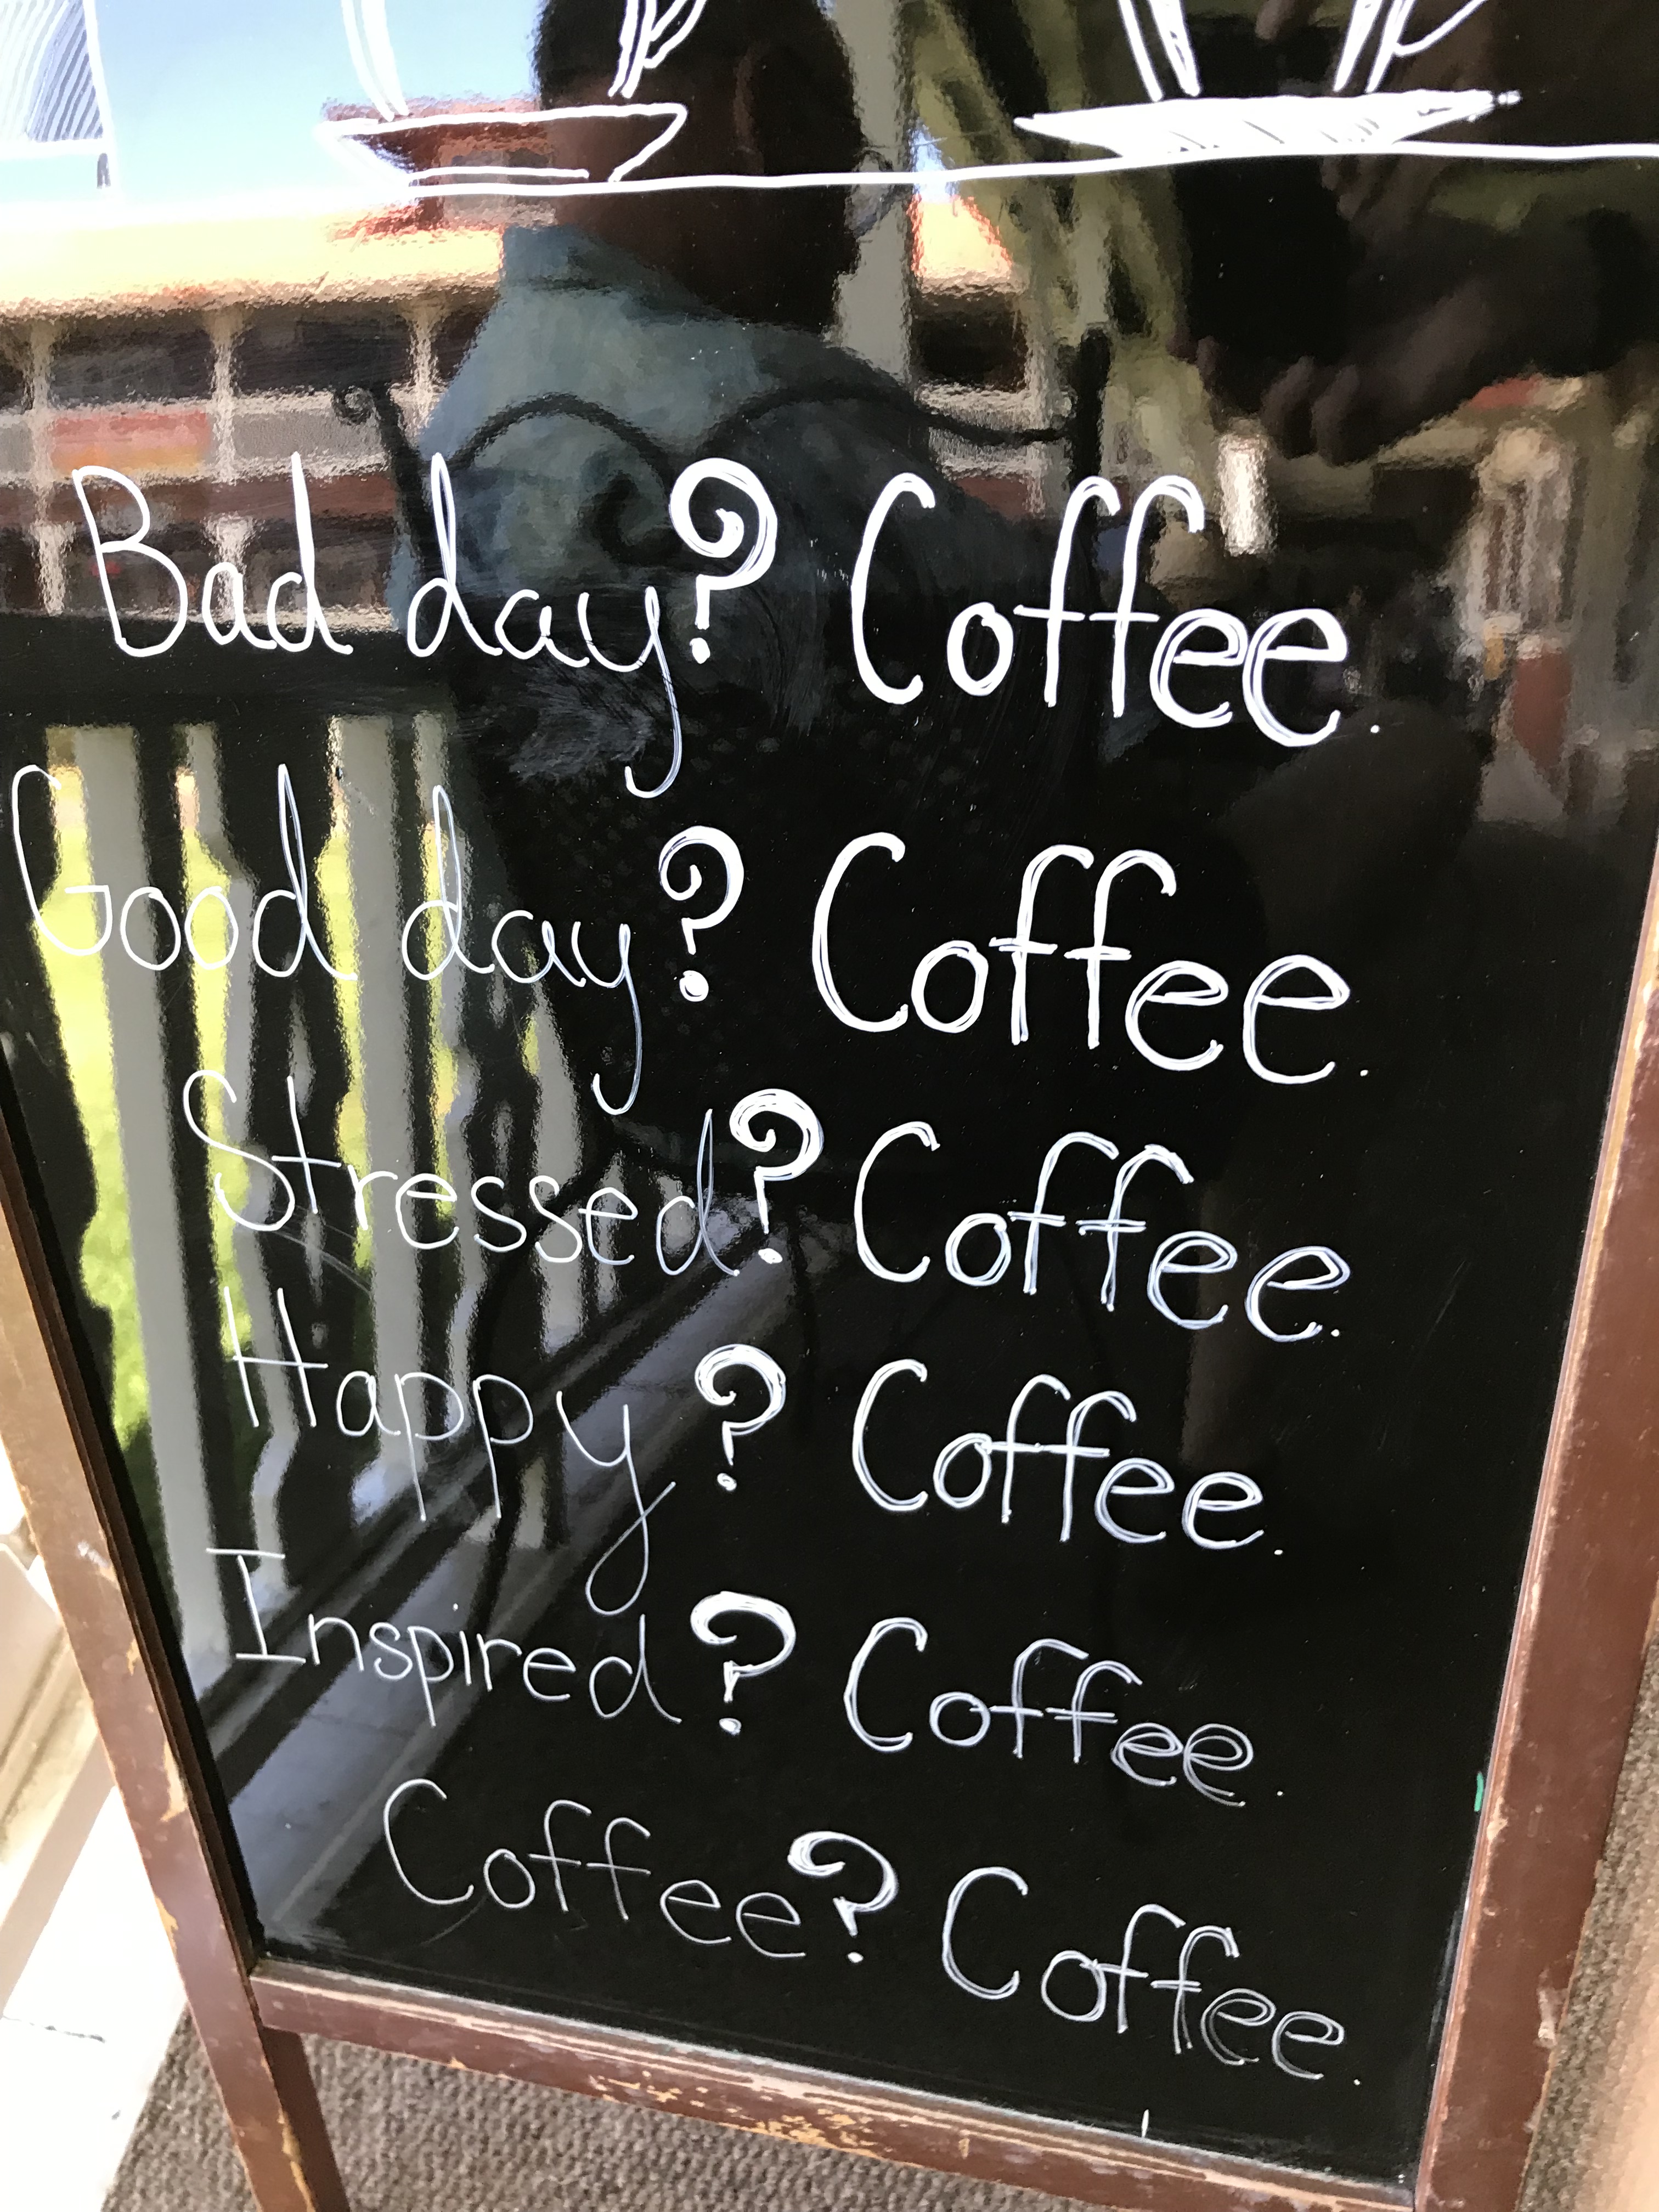 Bad day? Coffee.
Good day? Coffee.
Stressed? Coffee.
Happy? Coffee.
Inspired? Coffee.
Coffee? Coffee.